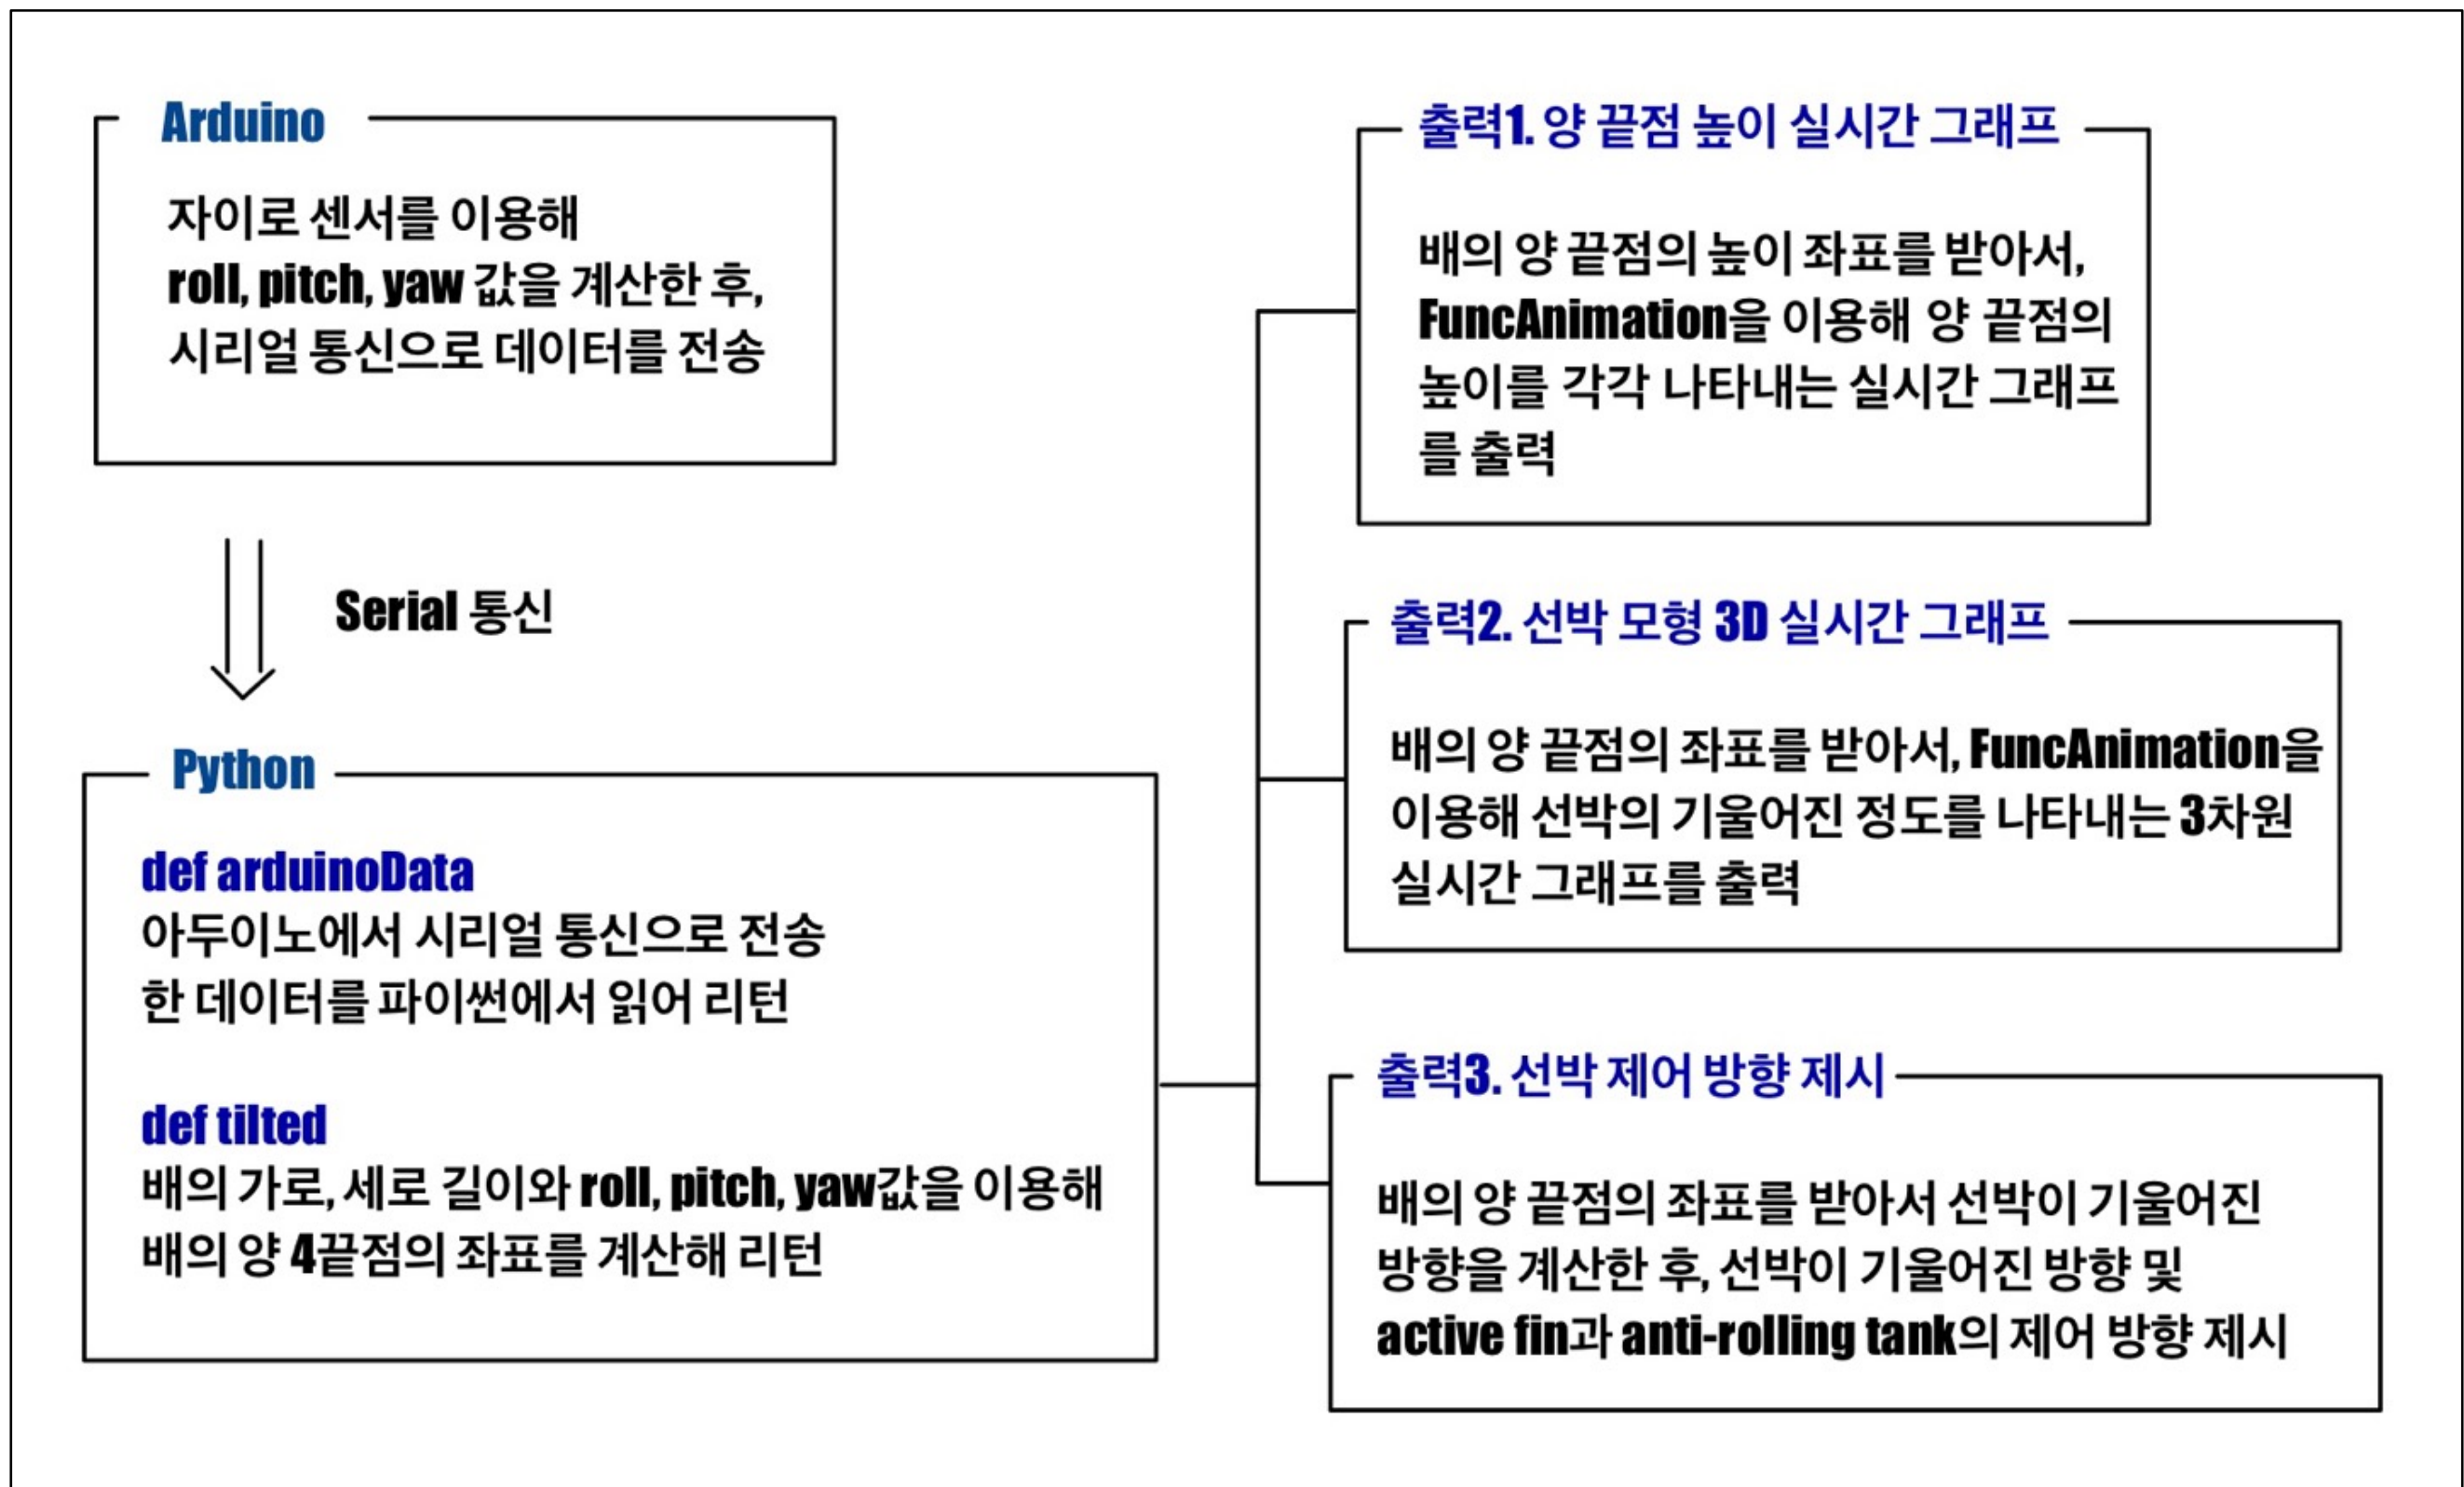 Arduino
자이로 센서를 이용해
roll, pitch, yaw 값을 계산한 후,
시리얼 통신으로 데이터를 전송
Serial 통신
Python
def arduinoData
아두이노에서 시리얼 통신으로 전송
한 데이터를 파이썬에서 읽어 리턴
def tilted
배의 가로, 세로 길이와 roll, pitch, yaw값을 이용해
배의 양 4끝점의 좌표를 계산해 리턴
출력1. 양 끝점 높이 실시간 그래프
배의 양 끝점의 높이 좌표를 받아서,
FuncAnimation을 이용해 양 끝점의
높이를 각각 나타내는 실시간 그래프
를 출력
출력2. 선박 모형 3D 실시간 그래프
배의 양 끝점의 좌표를 받아서, FuncAnimation을
이용해 선박의 기울어진 정도를 나타내는 3차원
실시간 그래프를 출력
출력3. 선박 제어 방향 제시
배의 양 끝점의 좌표를 받아서 선박이 기울어진
방향을 계산한 후, 선박이 기울어진 방향 및
active fin과 anti-rolling tank의 제어 방향 제시